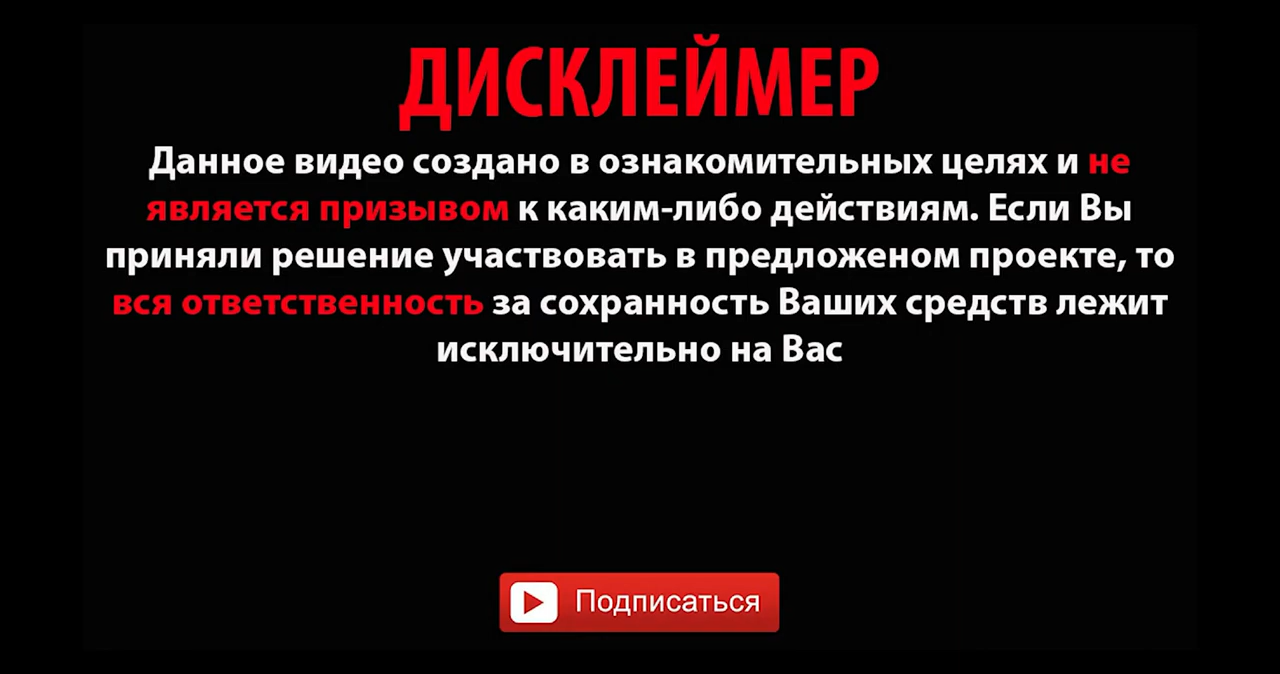 ДИСКЛЕЙМЕР
Данное видео создано в ознакомительных целях и не
является призывом к каким-либо действиям. Если Вы
приняли решение участвовать в предложеном проекте, то
вся ответственность за сохранность Ваших средств лежит
исключительно на Вас
Подписаться